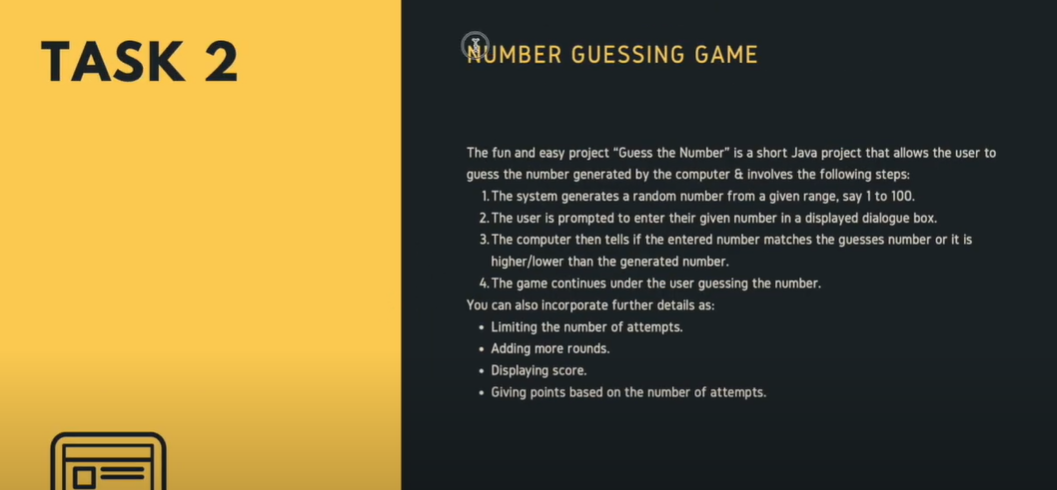 TASK 2
NUMBER GUESSING GAME
The fun and easy project “Guess the Number” is a short Java project that allows the user to
guess the number generated by the computer & involves the following steps:
1. The system generates a random number from a given range, say 1 to 100.
2. The user is prompted to enter their given number in a displayed dialogue box.
3. The computer then tells if the entered number matches the guesses number or it is
higher/lower than the generated number.
4. The game continues under the user guessing the number.
You can also incorporate further details as:
• Limiting the number of attempts.
• Adding more rounds.
• Displaying score.
• Giving points based on the number of attempts.